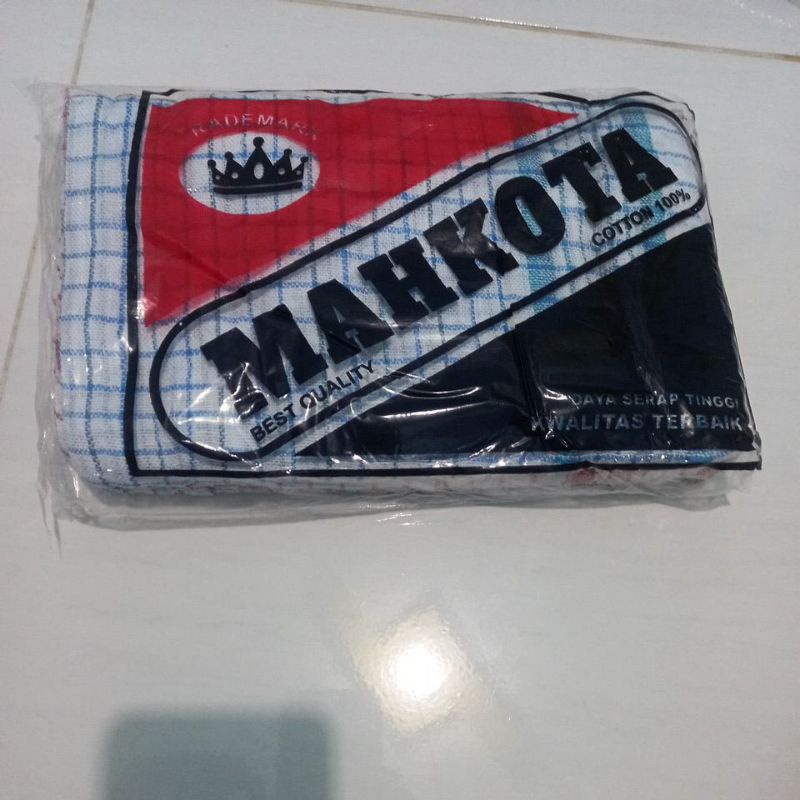 TRADEMARK
MAHKOTA
COTTON 100%
BEST QUALITY
DAYA SERAP TINGGI
KWALITAS TERBAIK